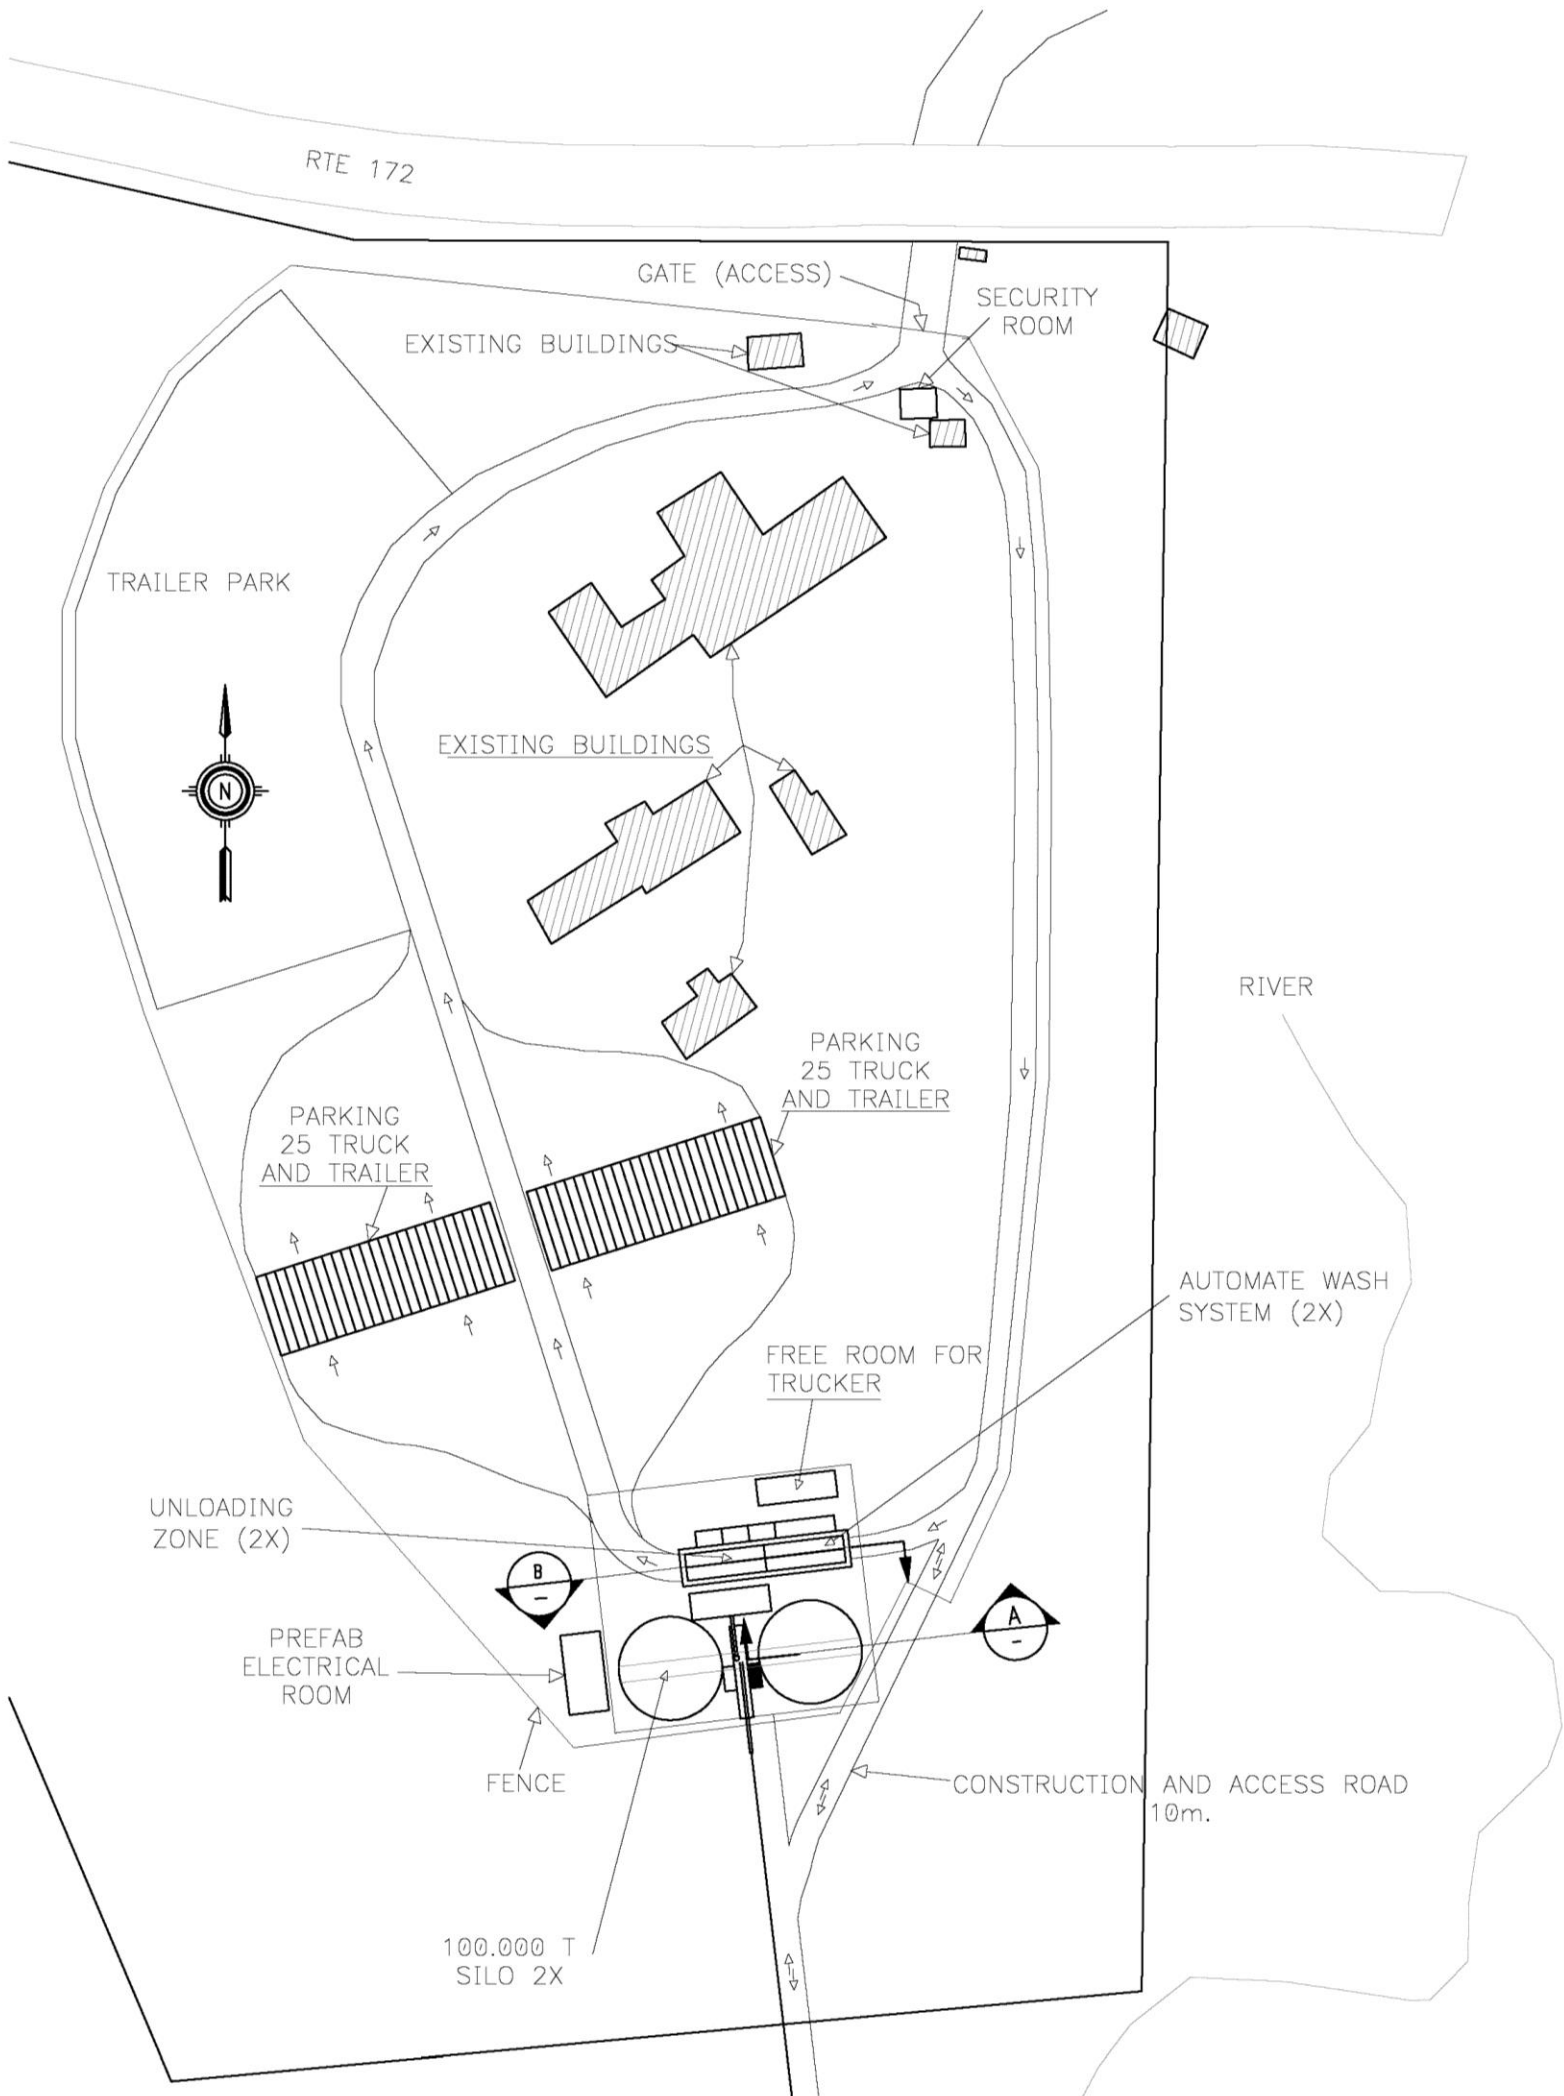 RTE 172
GATE (ACCESS)
SECURITY
ROOM
EXISTING BUILDINGS
TRAILER PARK
N
EXISTING BUILDINGS
RIVER
PARKING
25 TRUCK
AND TRAILER
PARKING
25 TRUCK
AND TRAILER
AUTOMATE WASH
SYSTEM (2X)
FREE ROOM FOR
TRUCKER
UNLOADING
ZONE (2X)
B
–
A
–
PREFAB
ELECTRICAL
ROOM
FENCE
CONSTRUCTION AND ACCESS ROAD
10m.
100.000 T
SILO 2X